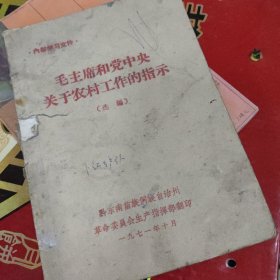 内部学习文件
毛主席和党中央
关于农村工作的指示
（选编）
黔东南苗族侗族自治州
革命委员会生产指挥部翻印
一九七一年十月